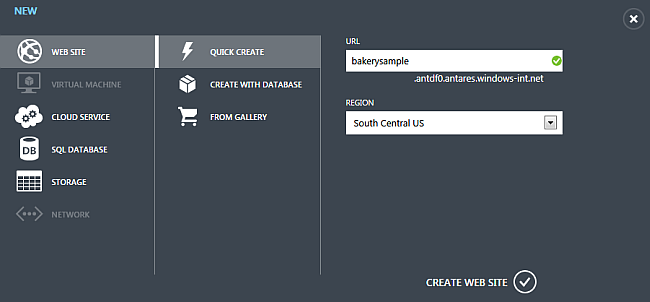 NEW
WEB SITE
VIRTUAL MACHINE
CLOUD SERVICE
DB
SQL DATABASE
STORAGE
NETWORK
QUICK CREATE
CREATE WITH DATABASE
FROM GALLERY
URL
bakerysample
.antdf0.antares.windows-int.net
REGION
South Central US
CREATE WEB SITE